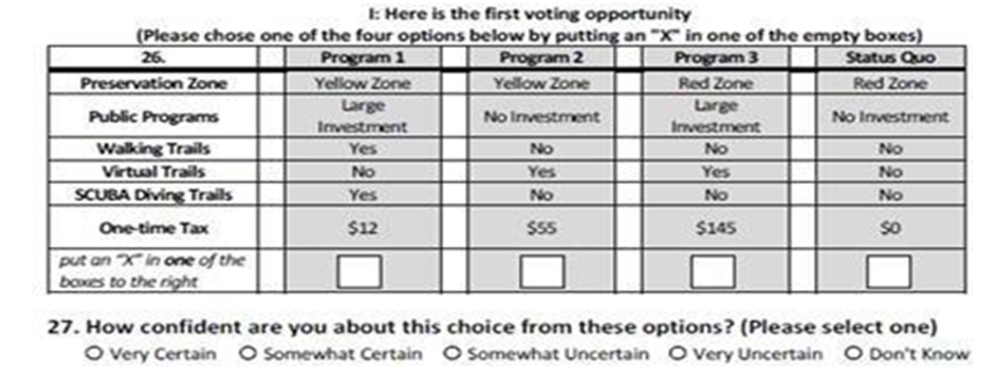 I: Here is the first voting opportunity
(Please chose one of the four options below by putting an "X" in one of the empty boxes)
26. Program 1 Program 2 Program 3 Status Quo
Preservation Zone Yellow Zone Yellow Zone Red Zone Red Zone
Public Programs Large Investment No Investment Large Investment No Investment
Walking Trails Yes No No No
Virtual Trails No Yes Yes No
SCUBA Diving Trails Yes No No No
One-time Tax $12 $55 $145 $0
put an "X" in one of the
boxes to the right
27. How confident are you about this choice from these options? (Please select one)
Very Certain Somewhat Certain Somewhat Uncertain Very Uncertain Don't Know